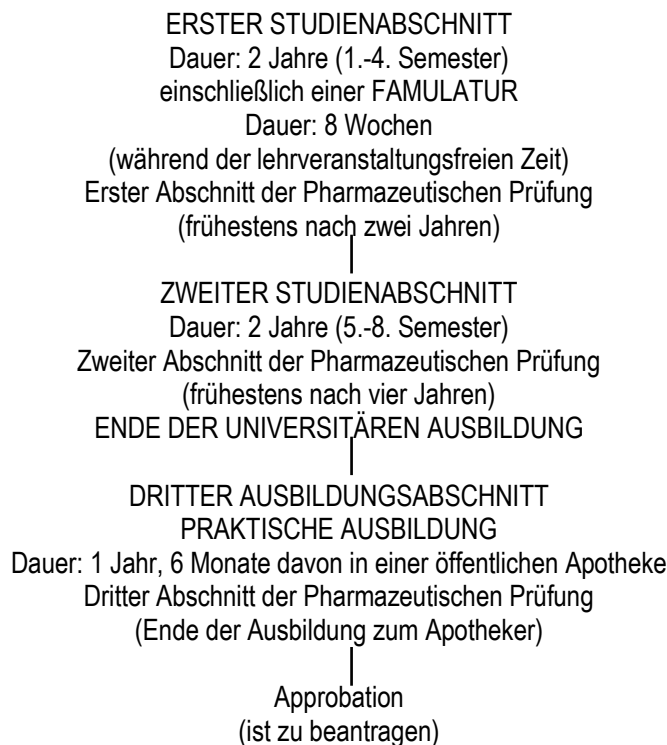 ERSTER STUDIENABSCHNITT
Dauer: 2 Jahre (1.-4. Semester)
einschließlich einer FAMULATUR
Dauer: 8 Wochen
(während der lehrveranstaltungsfreien Zeit)
Erster Abschnitt der Pharmazeutischen Prüfung
(frühestens nach zwei Jahren)
ZWEITER STUDIENABSCHNITT
Dauer: 2 Jahre (5.-8. Semester)
Zweiter Abschnitt der Pharmazeutischen Prüfung
(frühestens nach vier Jahren)
ENDE DER UNIVERSITÄREN AUSBILDUNG
DRITTER AUSBILDUNGSABSCHNITT
PRAKTISCHE AUSBILDUNG
Dauer: 1 Jahr, 6 Monate davon in einer öffentlichen Apotheke
Dritter Abschnitt der Pharmazeutischen Prüfung
(Ende der Ausbildung zum Apotheker)
Approbation
(ist zu beantragen)